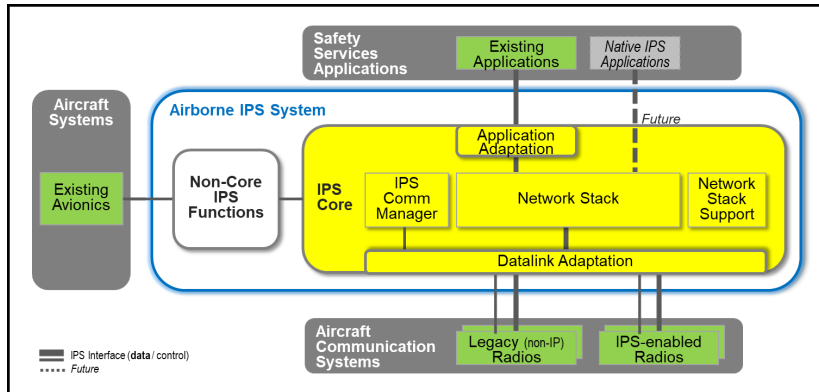 Safety
Services
Applications
Existing
Applications
Native IPS
Applications
Aircraft
Systems
Airborne IPS System
Future
Application
Adaptation
Existing
Avionics
Non-Core
IPS
Functions
IPS
Core
IPS
Comm
Manager
Network Stack
Network
Stack
Support
Datalink Adaptation
Aircraft
Communication
Systems
Legacy (non-IP)
Radios
IPS-enabled
Radios
IPS Interface (data / control)
Future